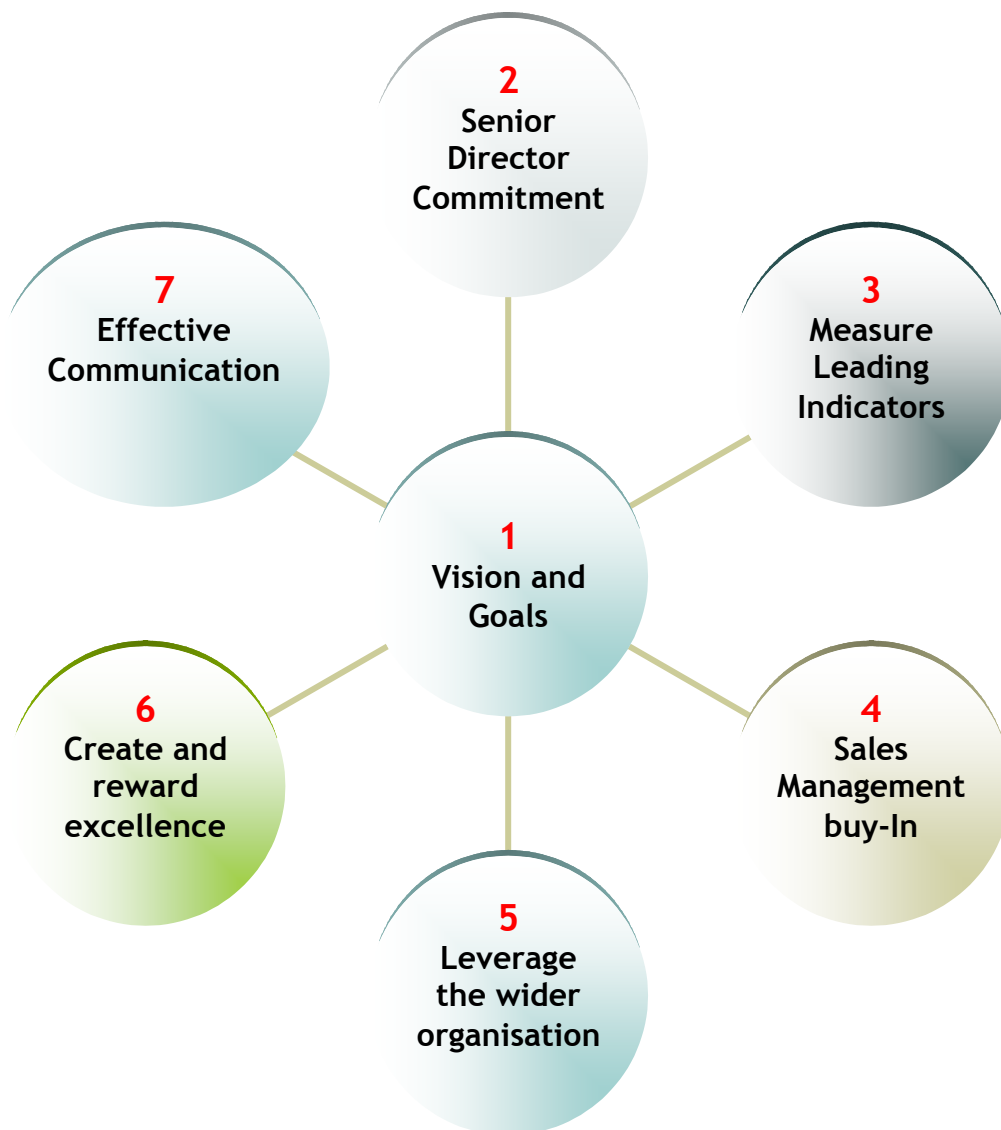 2
Senior
Director
Commitment
7
Effective
Communication
3
Measure
Leading
Indicators
1
Vision and
Goals
6
Create and
reward
excellence
4
Sales
Management
buy-In
5
Leverage
the wider
organisation